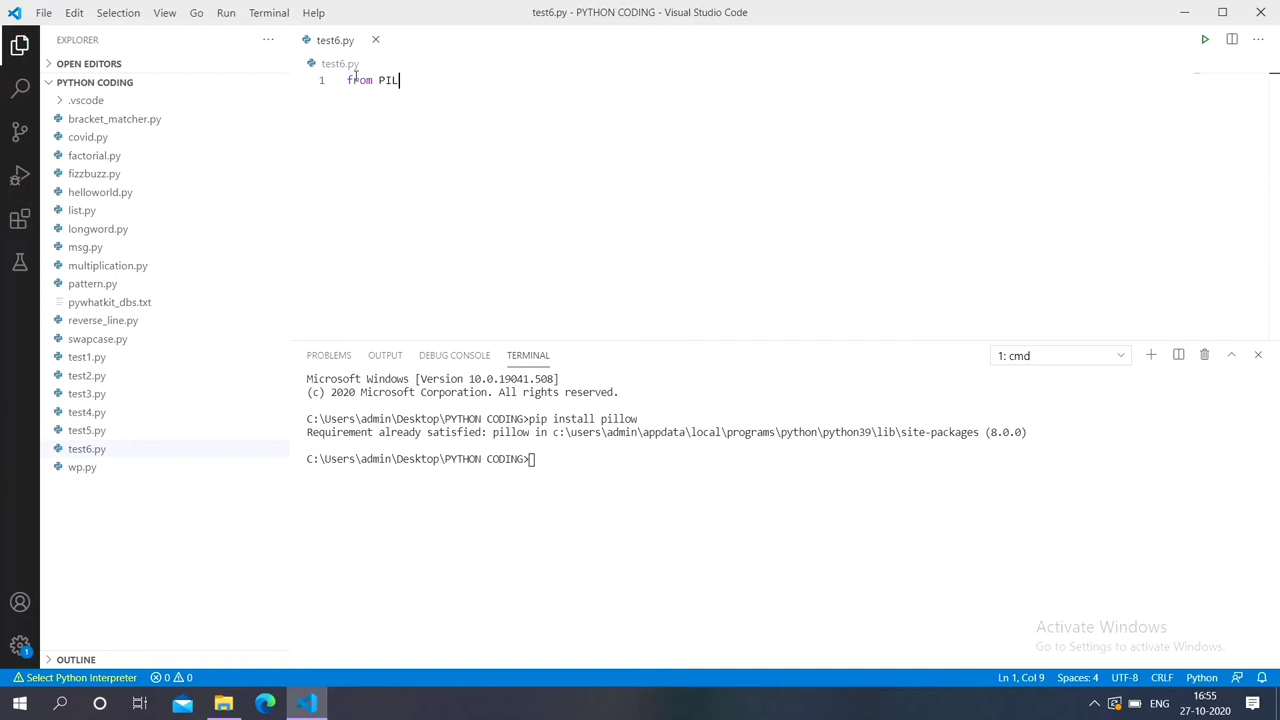 File Edit Selection View Go Run Terminal Help
test6.py - PYTHON CODING - Visual Studio Code
EXPLORER
OPEN EDITORS
PYTHON CODING
.vscode
bracket_matcher.py
covid.py
factorial.py
fizzbuzz.py
helloworld.py
list.py
longword.py
msg.py
multiplication.py
pattern.py
pywhatkit_dbs.txt
reverse_line.py
swapcase.py
test1.py
test2.py
test3.py
test4.py
test5.py
test6.py
wp.py
OUTLINE
test6.py
test6.py
1 from PIL
PROBLEMS OUTPUT DEBUG CONSOLE TERMINAL
1: cmd
Microsoft Windows [Version 10.0.19041.508]
(c) 2020 Microsoft Corporation. All rights reserved.
C:\Users\admin\Desktop\PYTHON CODING>pip install pillow
Requirement already satisfied: pillow in c:\users\admin\appdata\local\programs\python\python39\lib\site-packages (8.0.0)
C:\Users\admin\Desktop\PYTHON CODING>
Activate Windows
Go to Settings to activate Windows.
1
Select Python Interpreter 0 0
Ln 1, Col 9 Spaces: 4 UTF-8 CRLF Python
ENG
16:55
27-10-2020